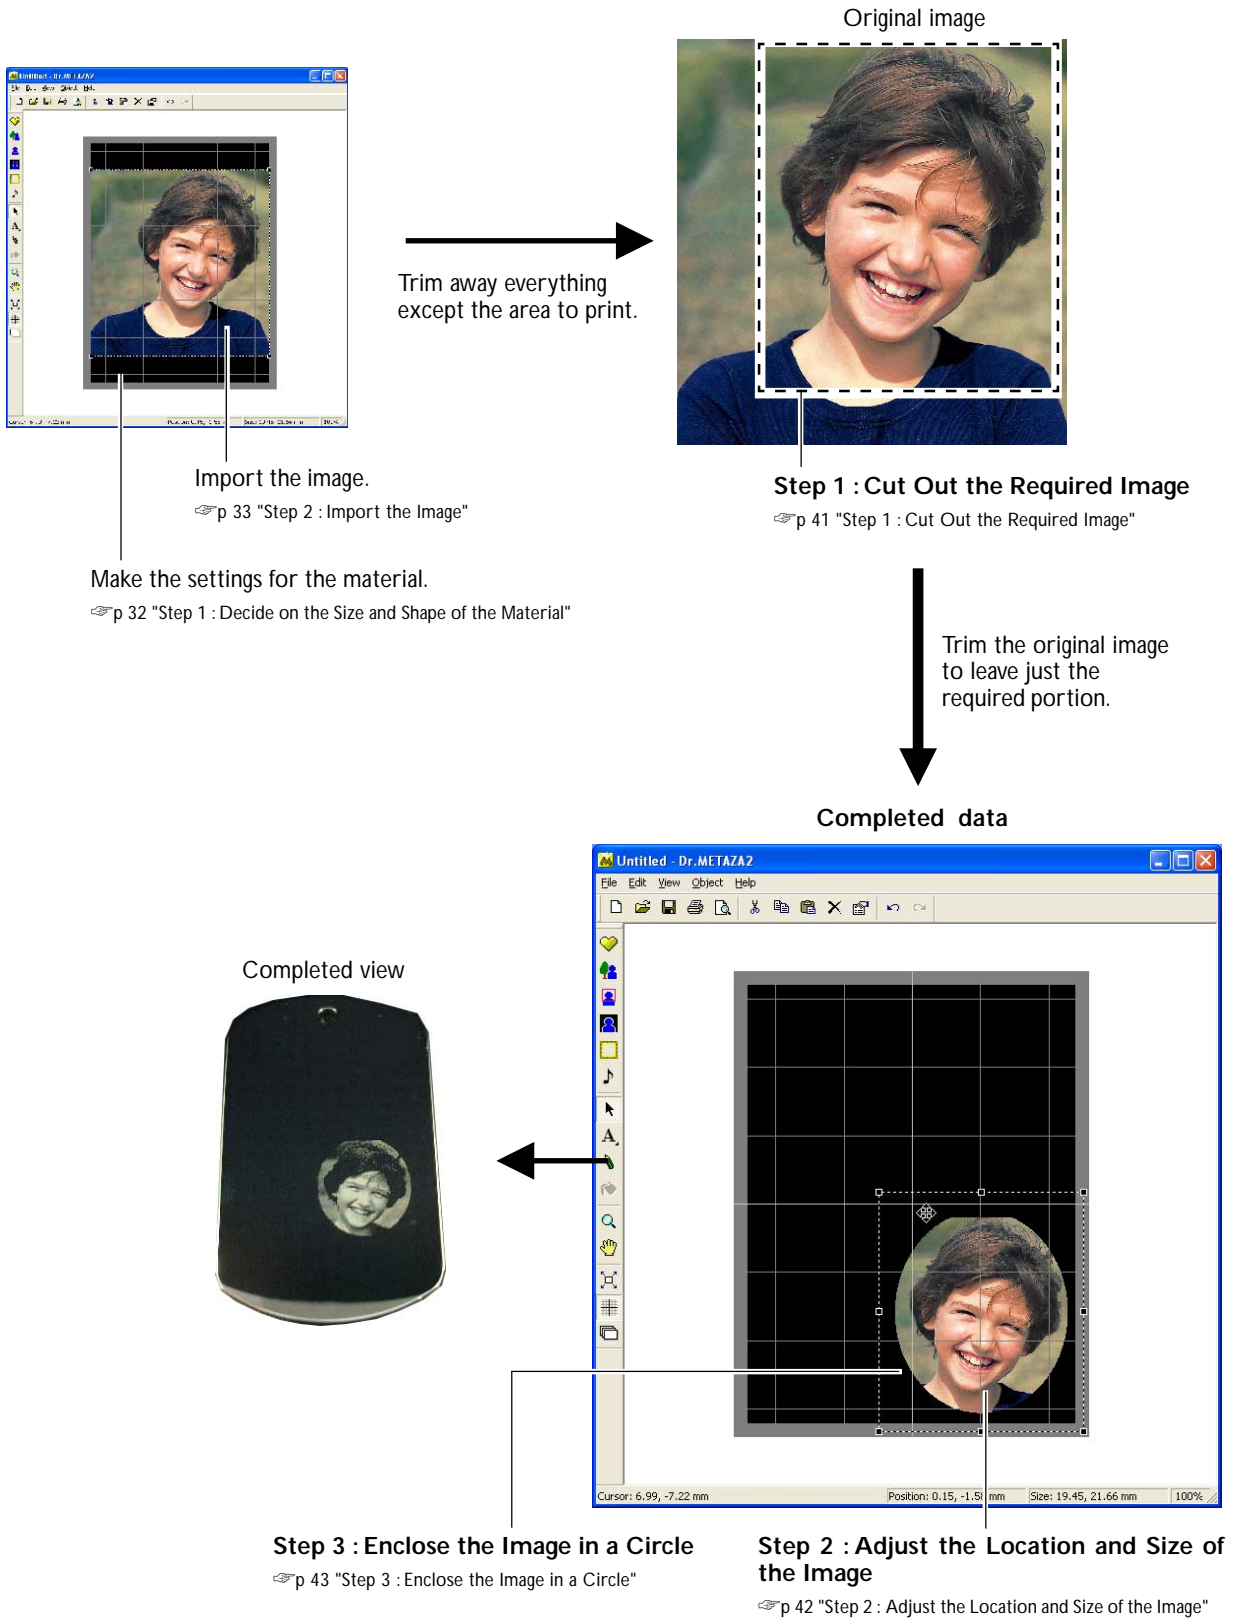 Original image
Untitled - Dr.METAZA2
Trim away everything
except the area to print.
Import the image.
☞p 33 "Step 2 : Import the Image"
Make the settings for the material.
☞p 32 "Step 1 : Decide on the Size and Shape of the Material"
Step 1 : Cut Out the Required Image
☞p 41 "Step 1 : Cut Out the Required Image"
Trim the original image
to leave just the
required portion.
Completed data
Untitled - Dr.METAZA2
File Edit View Object Help
Completed view
Cursor: 6.99, -7.22 mm
Position: 0.15, -1.58 mm
Size: 19.45, 21.66 mm
100%
Step 3 : Enclose the Image in a Circle
☞p 43 "Step 3 : Enclose the Image in a Circle"
Step 2 : Adjust the Location and Size of
the Image
☞p 42 "Step 2 : Adjust the Location and Size of the Image"